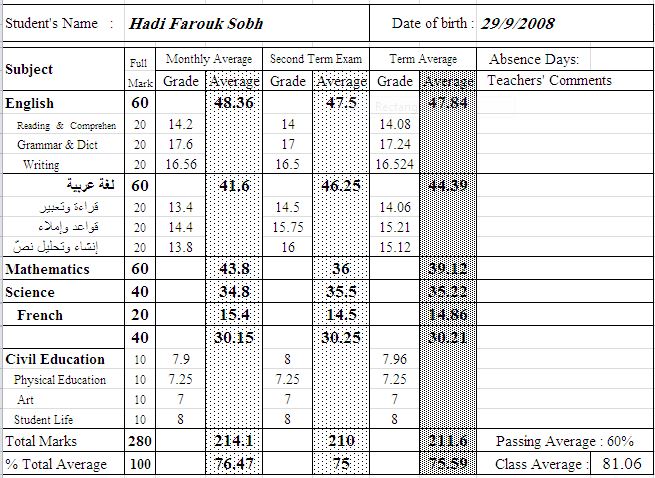 Student's Name : Hadi Farouk Sobh Date of birth : 29/9/2008
Subject Full Mark Monthly Average Second Term Exam Term Average Absence Days:
Grade Average Grade Average Grade Average Teachers' Comments
English 60 48.36 47.5 47.84
Reading & Comprehen 20 14.2 14 14.08
Grammar & Dict 20 17.6 17 17.24
Writing 20 16.56 16.5 16.524
لغة عربية 60 41.6 46.25 44.39
قراءة وتعبير 20 13.4 14.5 14.06
قواعد وإملاء 20 14.4 15.75 15.21
إنشاء وتحليل نصّ 20 13.8 16 15.12
Mathematics 60 43.8 36 39.12
Science 40 34.8 35.5 35.22
French 20 15.4 14.5 14.86
40 30.15 30.25 30.21
Civil Education 10 7.9 8 7.96
Physical Education 10 7.25 7.25 7.25
Art 10 7 7 7
Student Life 10 8 8 8
Total Marks 280 214.1 210 211.6 Passing Average : 60%
% Total Average 100 76.47 75 75.59 Class Average : 81.06